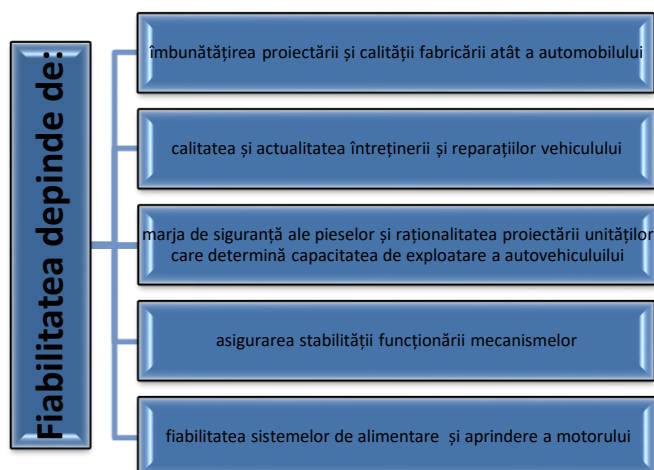 Fiabilitatea depinde de:
îmbunătățirea proiectării și calității fabricării atât a automobilului
calitatea și actualitatea întreținerii și reparațiilor vehiculului
marja de siguranță ale pieselor și raționalitatea proiectării unităților
care determină capacitatea de exploatare a autovehiculuilui
asigurarea stabilității funcționării mecanismelor
fiabilitatea sistemelor de alimentare și aprindere a motorului